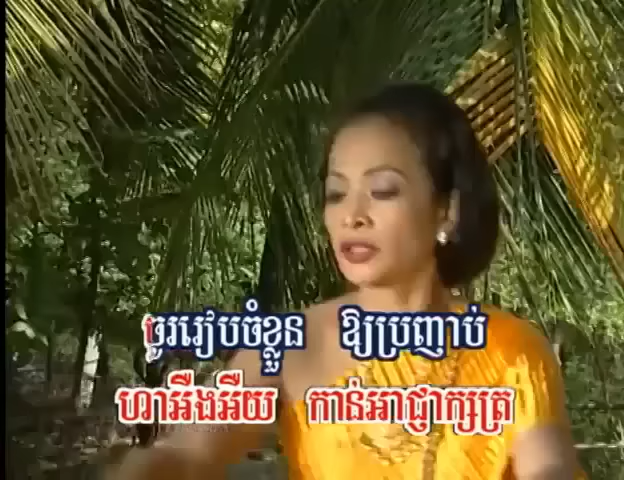 ចូររៀបចំខ្លួន ឱ្យប្រញាប់
ហាអឺងអឺយ កាន់អាជ្ញាក្សត្រ